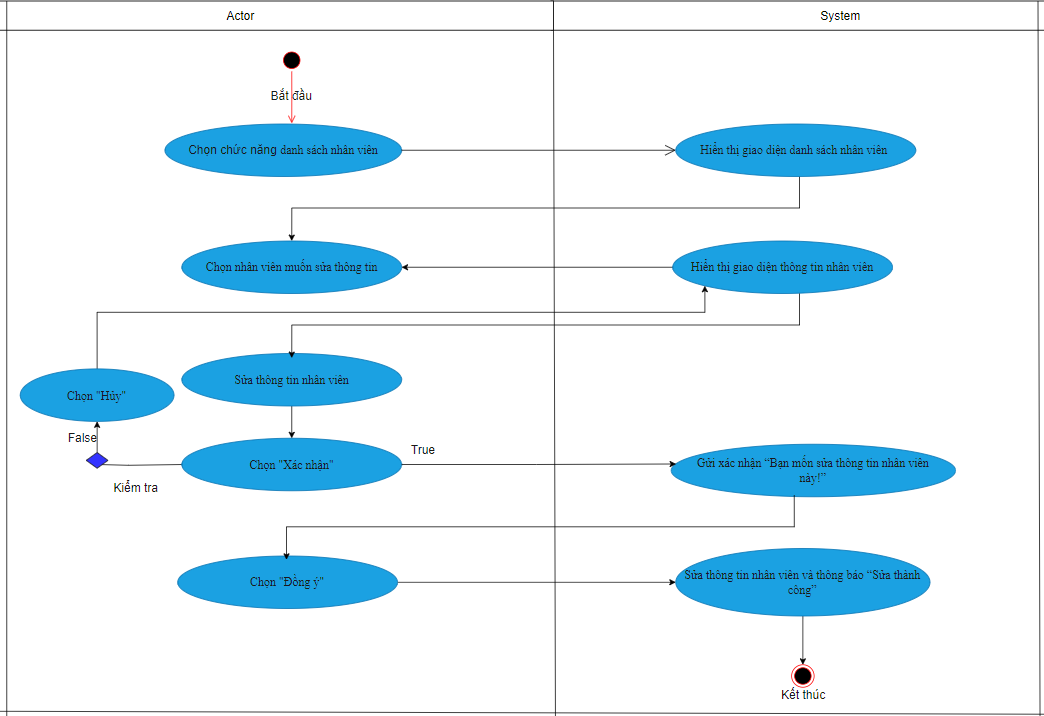 Actor
System
Bắt đầu
Chọn chức năng danh sách nhân viên
Hiển thị giao diện danh sách nhân viên
Chọn nhân viên muốn sửa thông tin
Hiển thị giao diện thông tin nhân viên
Sửa thông tin nhân viên
Chọn "Hủy"
False
Kiểm tra
Chọn "Xác nhận"
True
Gửi xác nhận “Bạn mốn sửa thông tin nhân viên
này!”
Chọn "Đồng ý"
Sửa thông tin nhân viên và thông báo “Sửa thành
công”
Kết thúc